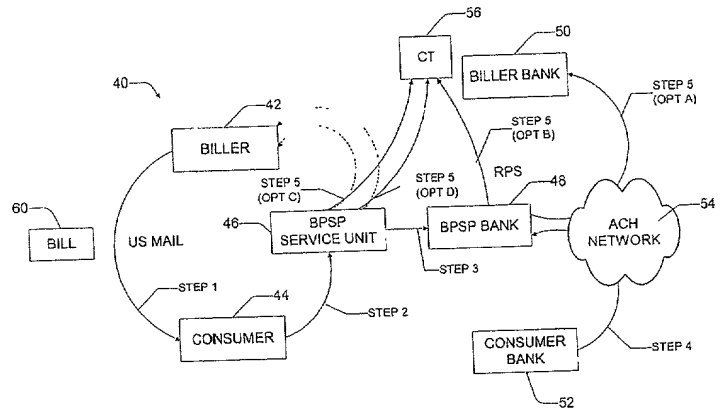 56
50
CT
BILLER BANK
40
42
STEP 5
(OPT A)
BILLER
STEP 5
(OPT B)
STEP 5
(OPT C)
STEP 5
(OPT D)
RPS
48
60
BILL
US MAIL
46
BPSP
SERVICE UNIT
BPSP BANK
ACH
NETWORK
54
STEP 3
STEP 1
44
STEP 2
CONSUMER
CONSUMER
BANK
STEP 4
52